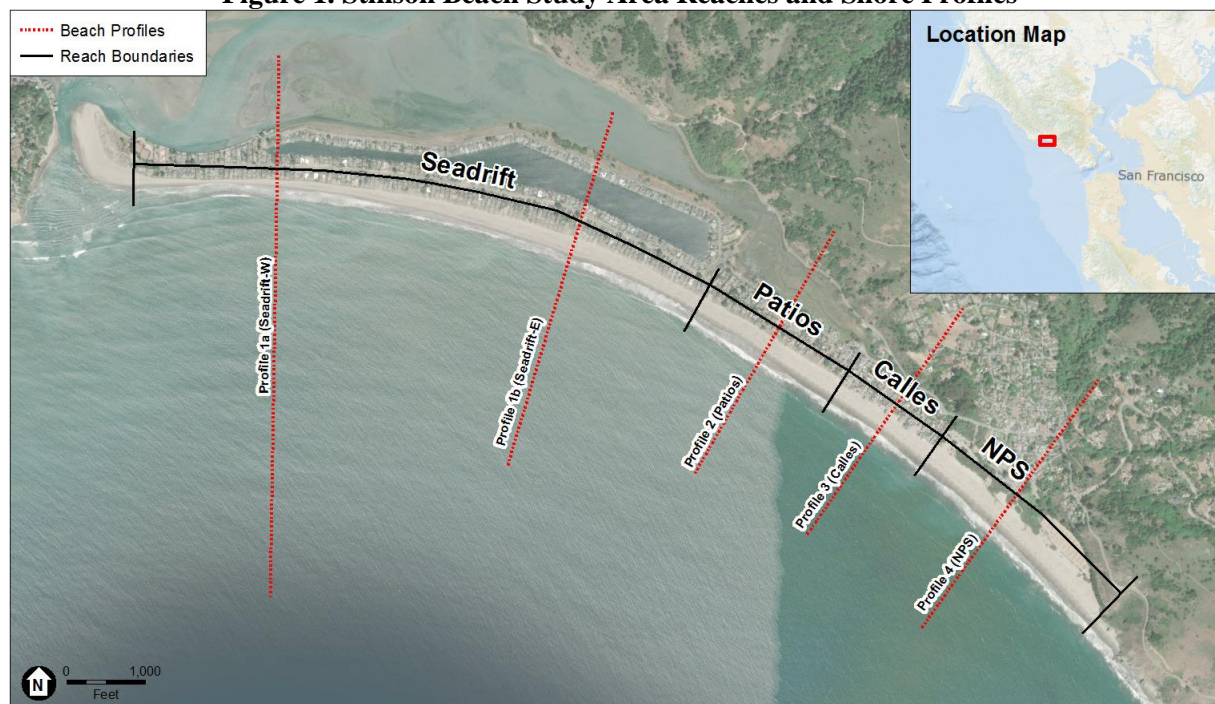 Figure 1. Stinson Beach Study Area Reaches and Shore Profiles
Beach Profiles
Reach Boundaries
Location Map
San Francisco
Seadrift
Patios
Calles
NPS
Profile 1a (Seadrift-W)
Profile 1b (Seadrift-E)
Profile 2 (Patios)
Profile 3 (Calles)
Profile 4 (NPS)
N
0 1,000
Feet